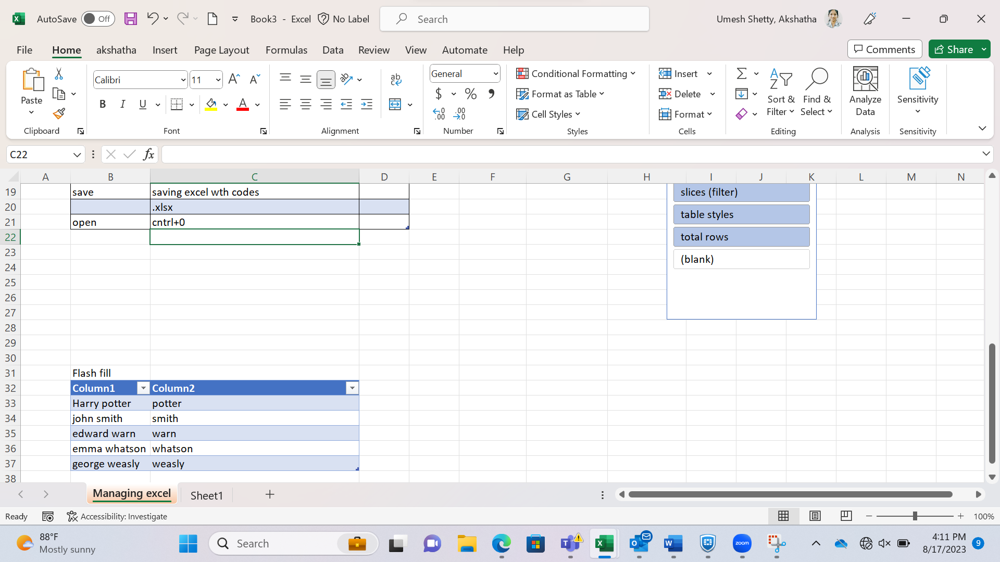 AutoSave Off Book3 - Excel No Label Search Umesh Shetty, Akshatha
File Home akshatha Insert Page Layout Formulas Data Review View Automate Help Comments Share
Paste
Clipboard
Calibri 11
B I U
Font
ab
Alignment
General
$ % ,
Number
Conditional Formatting
Format as Table
Cell Styles
Styles
Insert
Delete
Format
Cells
Sort & Filter
Find & Select
Editing
Analyze Data
Analysis
Sensitivity
Sensitivity
C22 fx
A B C D E F G H I J K L M N
19 save saving excel wth codes
20 .xlsx
21 open cntrl+0
22
23
24
25
26
27
28
29
30
31 Flash fill
32 Column1 Column2
33 Harry potter potter
34 john smith smith
35 edward warn warn
36 emma whatson whatson
37 george weasly weasly
38
slices (filter)
table styles
total rows
(blank)
Managing excel Sheet1
Ready Accessibility: Investigate 100%
88°F
Mostly sunny
Search
zoom
4:11 PM
8/17/2023
9